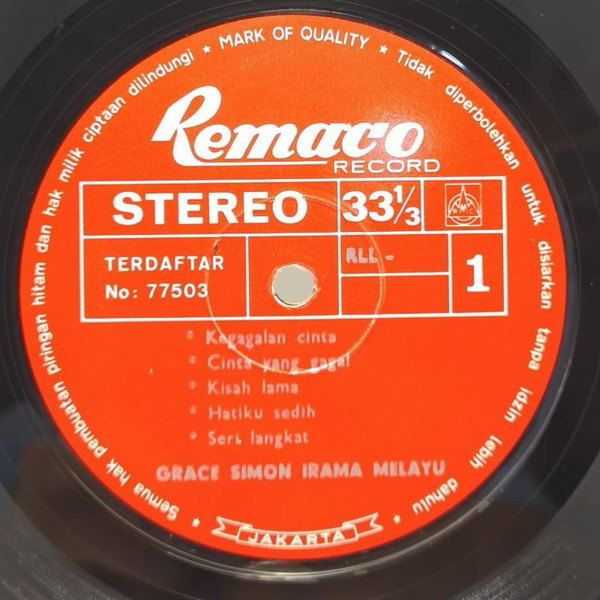 Semua hak pembuatan piringan hitam dan hak milik ciptaan dilindungi ★ MARK OF QUALITY ★ Tidak diperbolehkan untuk disiarkan tanpa idzin lebih dahulu ★
Remaco
RECORD
STEREO 33⅓
RMC
TERDAFTAR
No: 77503
RLL -
1
° Kegagalan cinta
° Cinta yang gagal
° Kisah lama
° Hatiku sedih
° Seri langkat
GRACE SIMON IRAMA MELAYU
JAKARTA